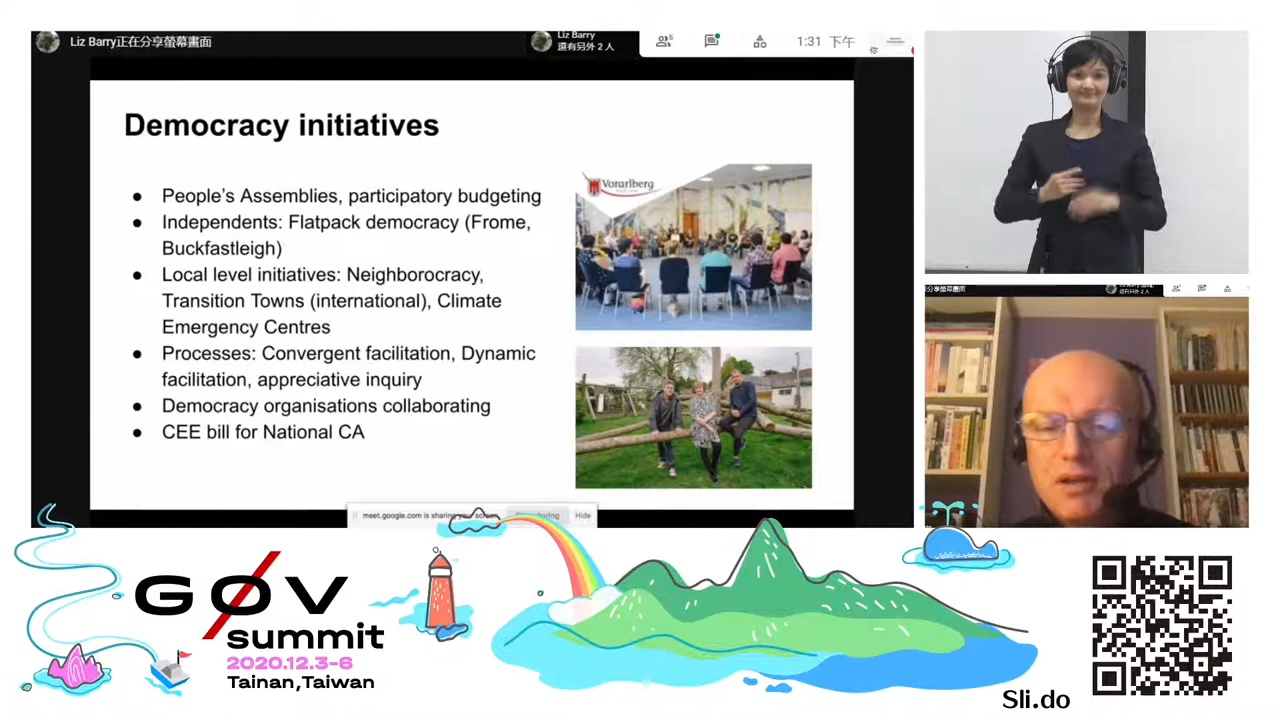 Liz Barry正在分享螢幕畫面
Liz Barry
還有另外 2 人
5
1:31 下午
你
Democracy initiatives
● People's Assemblies, participatory budgeting
● Independents: Flatpack democracy (Frome,
Buckfastleigh)
● Local level initiatives: Neighborocracy,
Transition Towns (international), Climate
Emergency Centres
● Processes: Convergent facilitation, Dynamic
facilitation, appreciative inquiry
● Democracy organisations collaborating
● CEE bill for National CA
Vorarlberg
meet.google.com is sharing your screen.
Hide
GØV
summit
2020.12.3-6
Tainan,Taiwan
Sli.do